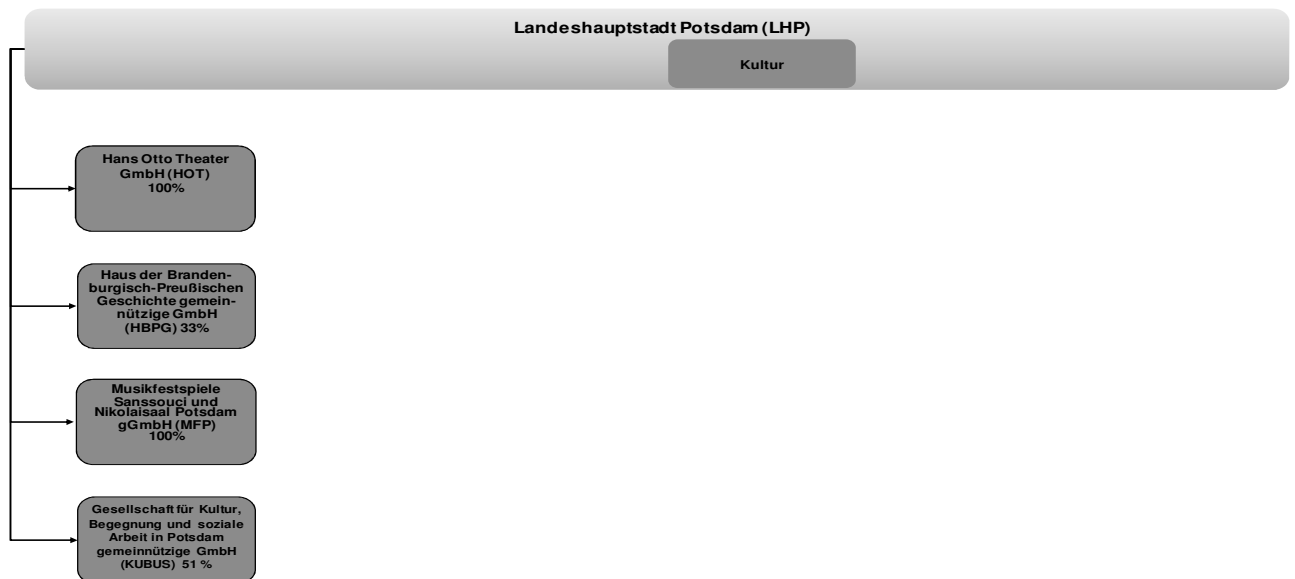 Landeshauptstadt Potsdam (LHP)
Kultur
Hans Otto Theater
GmbH (HOT)
100%
Haus der Branden-
burgisch-Preußischen
Geschichte gemein-
nützige GmbH
(HBPG) 33%
Musikfestspiele
Sanssouci und
Nikolaisaal Potsdam
gGmbH (MFP)
100%
Gesellschaft für Kultur,
Begegnung und soziale
Arbeit in Potsdam
gemeinnützige GmbH
(KUBUS) 51 %